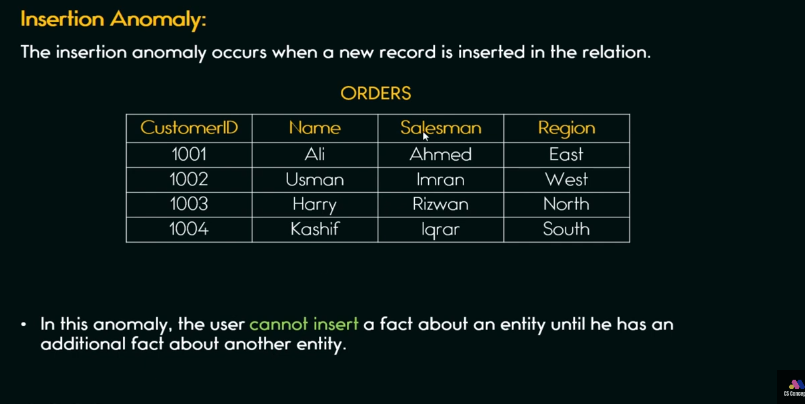 Insertion Anomaly:
The insertion anomaly occurs when a new record is inserted in the relation.
ORDERS
CustomerID Name Salesman Region
1001 Ali Ahmed East
1002 Usman Imran West
1003 Harry Rizwan North
1004 Kashif Iqrar South
• In this anomaly, the user cannot insert a fact about an entity until he has an
additional fact about another entity.
CS